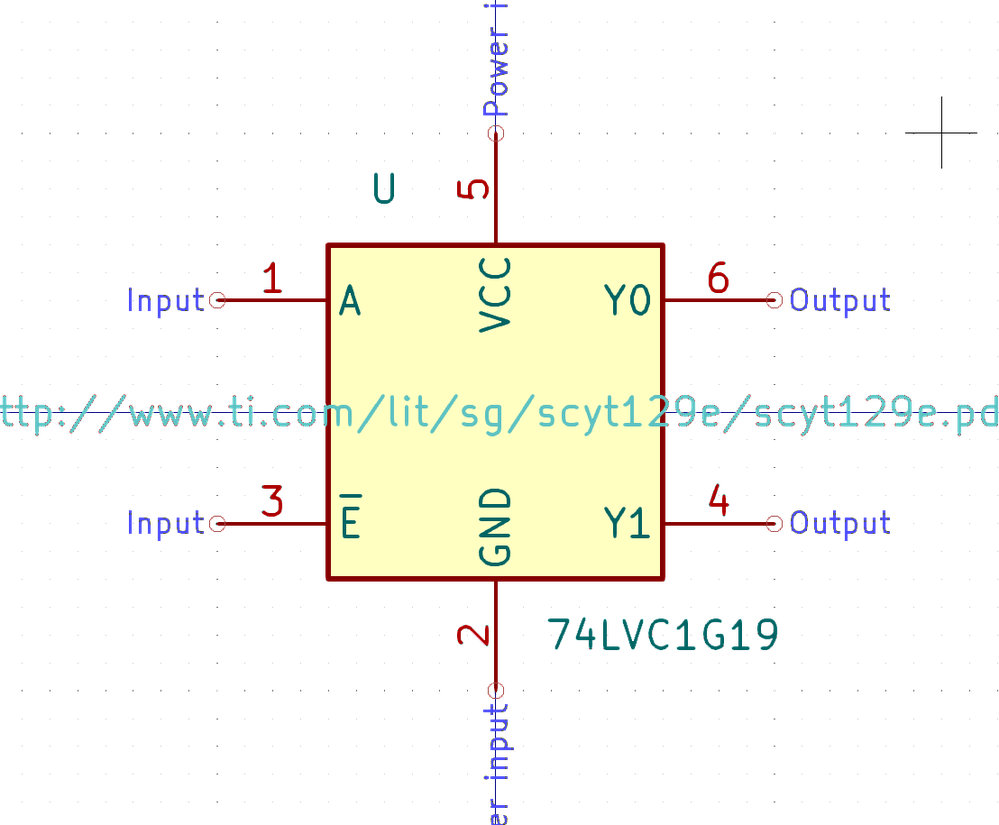 Power i
U
5
1
6
Input
A
VCC
Y0
Output
ttp://www.ti.com/lit/sg/scyt129e/scyt129e.pd
3
4
Input
E
GND
Y1
Output
2
74LVC1G19
er input